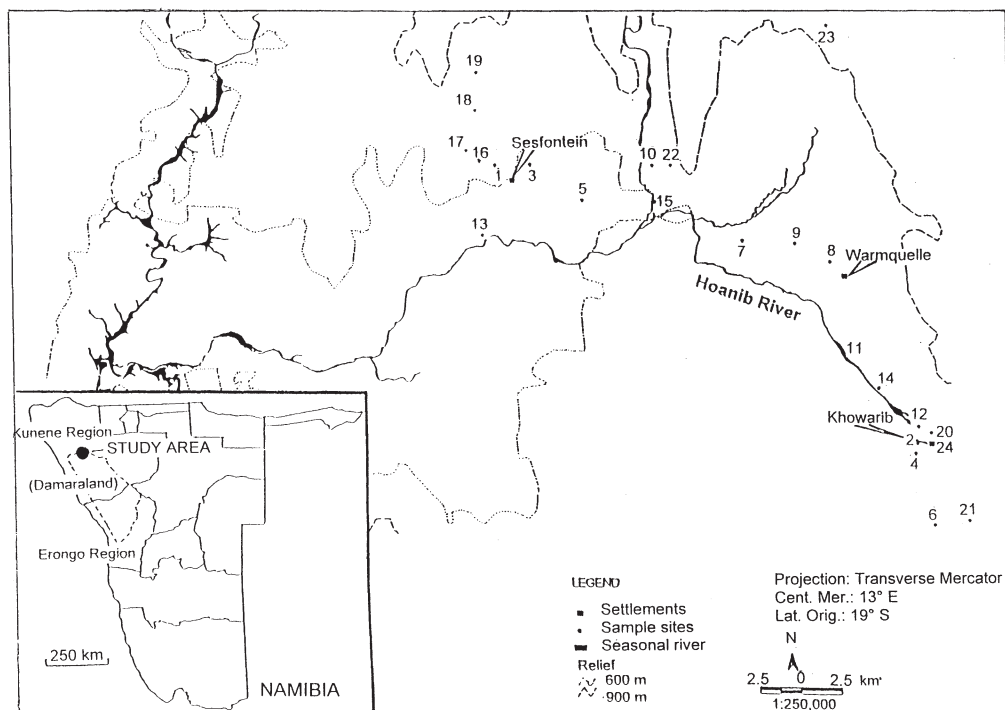 23
19
18
17
16
1
Sesfontein
3
10 22
5
15
13
7
9
8
Warmquelle
Hoanib River
11
14
12
Khowarib
20
2
24
4
6
21
Kunene Region
STUDY AREA
(Damaraland)
Erongo Region
250 km
NAMIBIA
LEGEND
Settlements
Sample sites
Seasonal river
Relief
600 m
900 m
Projection: Transverse Mercator
Cent. Mer.: 13° E
Lat. Orig.: 19° S
N
2.5 0 2.5 km
1:250,000